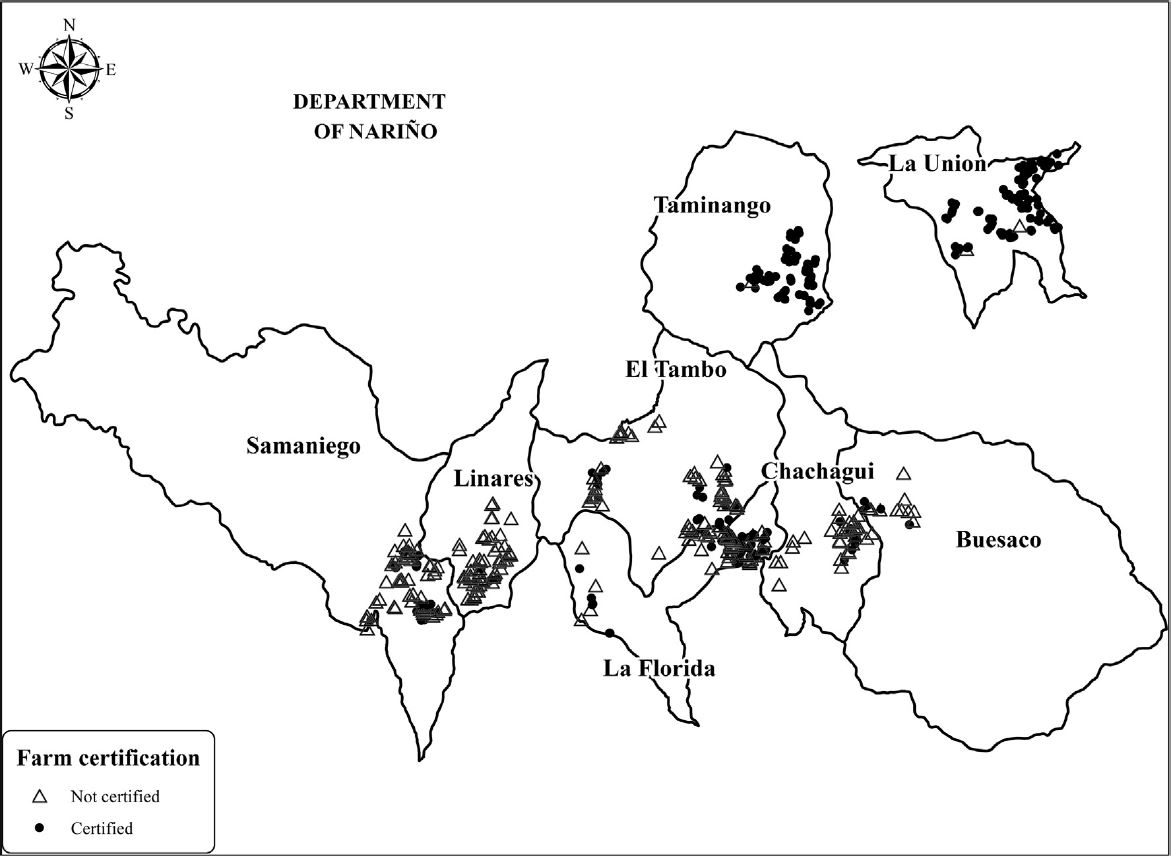 N
W E
S
DEPARTMENT
OF NARIÑO
La Union
Taminango
El Tambo
Samaniego
Linares
Chachagui
Buesaco
La Florida
Farm certification
Not certified
Certified